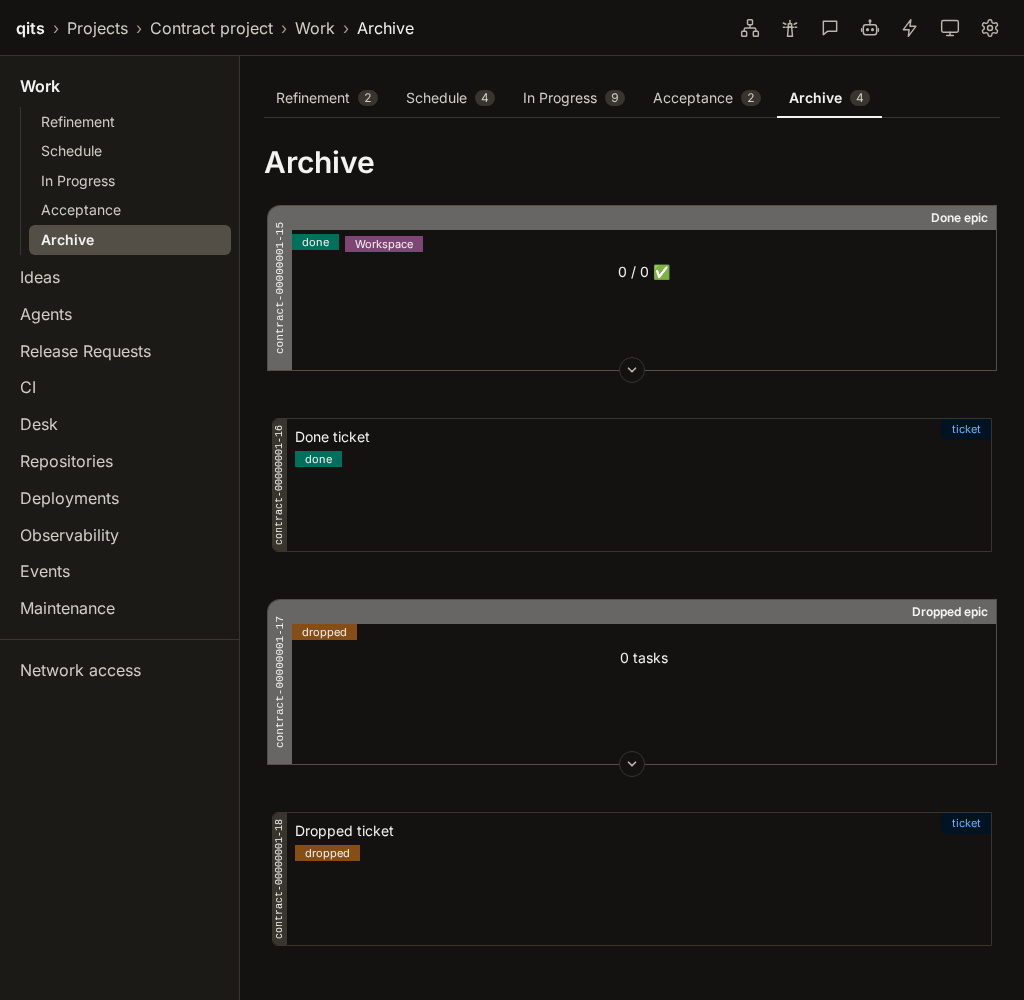 qits › Projects › Contract project › Work › Archive
Work
Refinement
Schedule
In Progress
Acceptance
Archive
Ideas
Agents
Release Requests
CI
Desk
Repositories
Deployments
Observability
Events
Maintenance
Network access
Refinement 2
Schedule 4
In Progress 9
Acceptance 2
Archive 4
Archive
contract-00000001-15
Done epic
done
Workspace
0 / 0 ✅
contract-00000001-16
Done ticket
ticket
done
contract-00000001-17
Dropped epic
dropped
0 tasks
contract-00000001-18
Dropped ticket
ticket
dropped